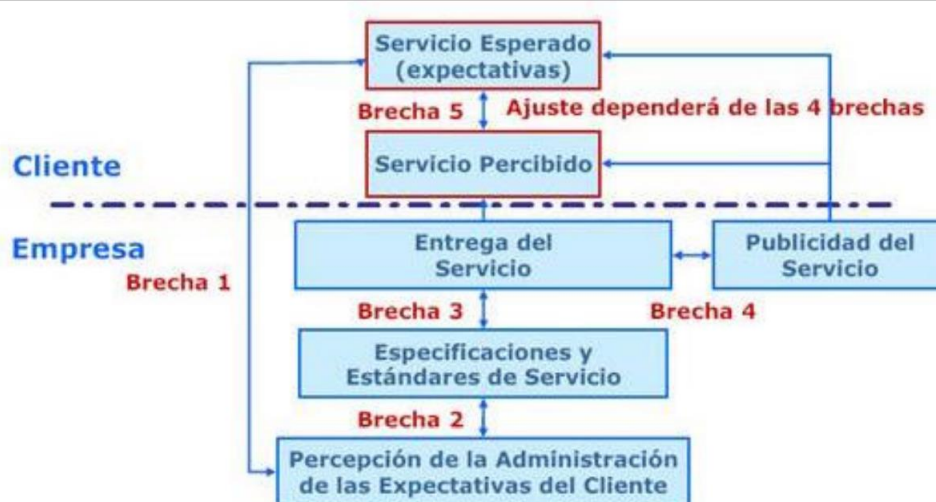 Servicio Esperado
(expectativas)
Brecha 5
Ajuste dependerá de las 4 brechas
Servicio Percibido
Cliente
Empresa
Entrega del
Servicio
Publicidad del
Servicio
Brecha 1
Brecha 3
Brecha 4
Especificaciones y
Estándares de Servicio
Brecha 2
Percepción de la Administración
de las Expectativas del Cliente